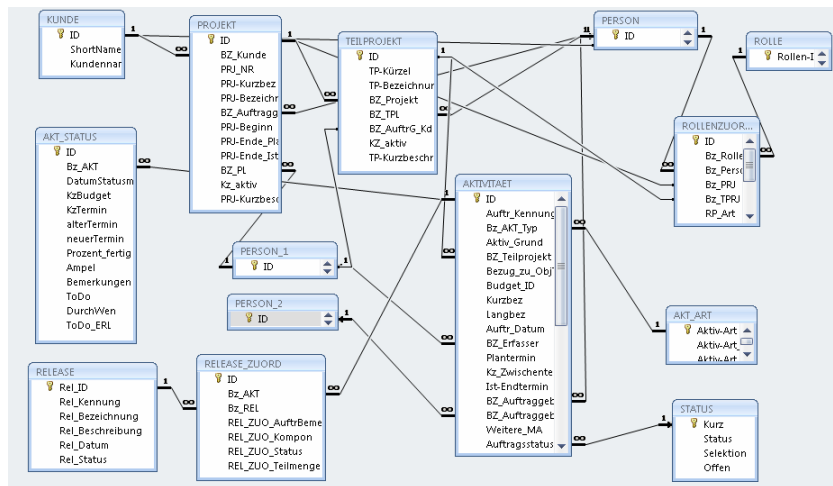 KUNDE
ID
ShortName
Kundennar
PROJEKT
ID
BZ_Kunde
PRJ_NR
PRJ-Kurzbez
PRJ-Bezeichr
BZ_Auftragg
PRJ-Beginn
PRJ-Ende_Pla
PRJ-Ende_Ist
BZ_PL
Kz_aktiv
PRJ-Kurzbesc
TEILPROJEKT
ID
TP-Kürzel
TP-Bezeichnur
BZ_Projekt
BZ_TPL
BZ_AuftrG_Kd
KZ_aktiv
TP-Kurzbeschr
PERSON
ID
ROLLE
Rollen-I
ROLLENZUOR...
ID
Bz_Rolle
Bz_Persc
Bz_PRJ
Bz_TPRJ
RP_Art
AKT_STATUS
ID
Bz_AKT
DatumStatusm
KzBudget
KzTermin
alterTermin
neuerTermin
Prozent_fertig
Ampel
Bemerkungen
ToDo
DurchWen
ToDo_ERL
AKTIVITAET
ID
Auftr_Kennung
Bz_AKT_Typ
Aktiv_Grund
BZ_Teilprojekt
Bezug_zu_Obj
Budget_ID
Kurzbez
Langbez
Auftr_Datum
BZ_Erfasser
Plantermin
Kz_Zwischente
Ist-Endtermin
BZ_Auftraggeb
BZ_Auftraggeb
Weitere_MA
Auftragsstatus
PERSON_1
ID
PERSON_2
ID
AKT_ART
Aktiv-Art
Aktiv-Art_
Aktiv-Art
RELEASE
Rel_ID
Rel_Kennung
Rel_Bezeichnung
Rel_Beschreibung
Rel_Datum
Rel_Status
RELEASE_ZUORD
ID
Bz_AKT
Bz_REL
REL_ZUO_AuftrBeme
REL_ZUO_Kompon
REL_ZUO_Status
REL_ZUO_Teilmenge
STATUS
Kurz
Status
Selektion
Offen